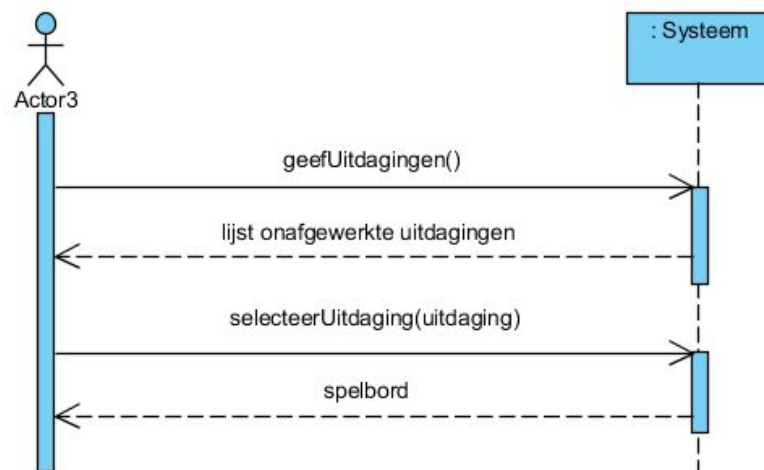 : Systeem
Actor3
geefUitdagingen()
lijst onafgewerkte uitdagingen
selecteerUitdaging(uitdaging)
spelbord